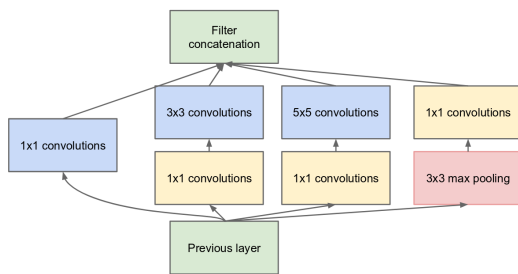 Filter
concatenation
3x3 convolutions
5x5 convolutions
1x1 convolutions
1x1 convolutions
1x1 convolutions
1x1 convolutions
3x3 max pooling
Previous layer